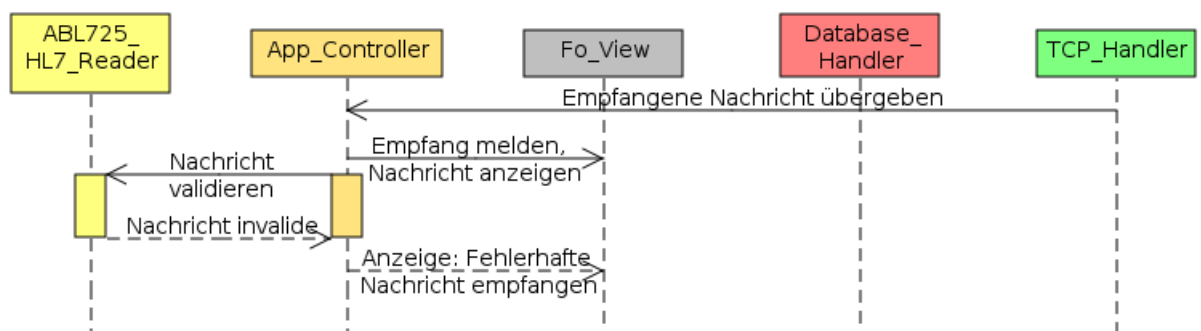 ABL725_
HL7_Reader
App_Controller
Fo_View
Database_
Handler
TCP_Handler
Empfangene Nachricht übergeben
Empfang melden,
Nachricht anzeigen
Nachricht
validieren
Nachricht invalide
Anzeige: Fehlerhafte
Nachricht empfangen